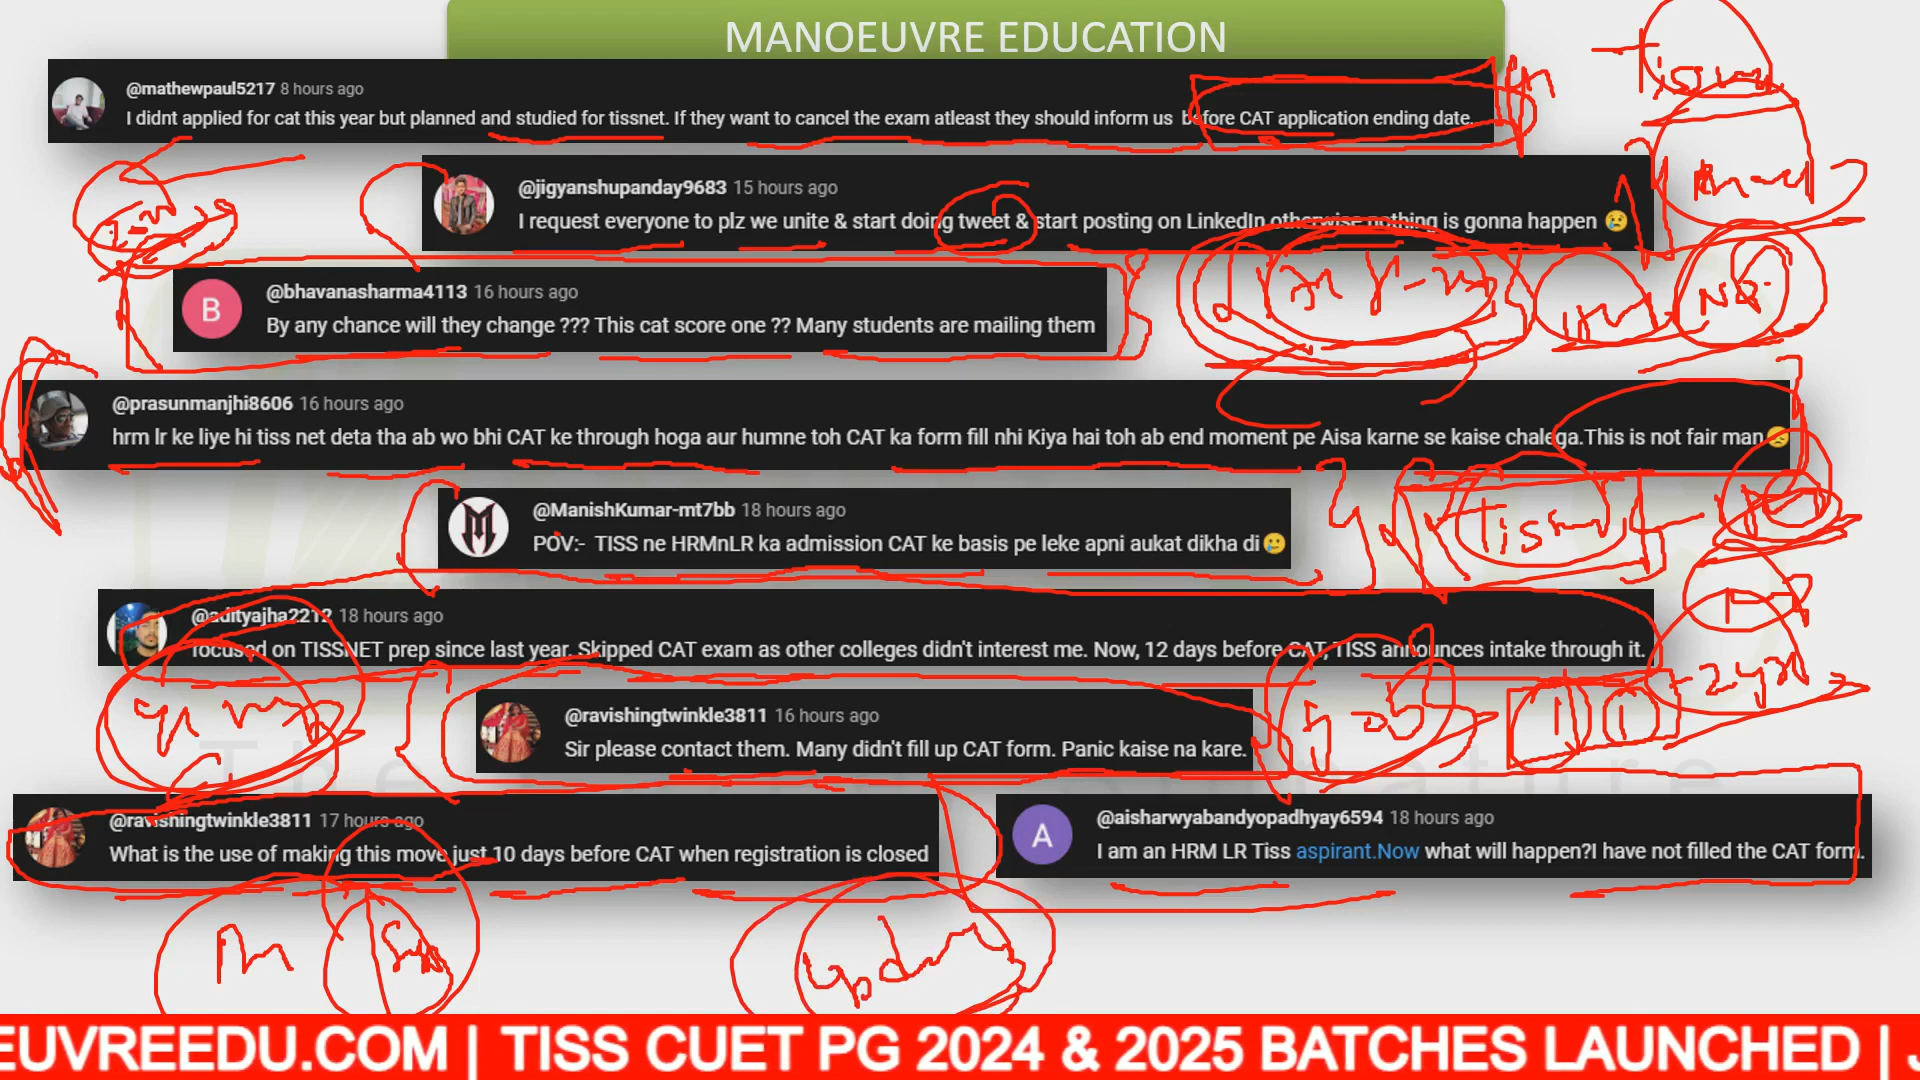 MANOEUVRE EDUCATION
@mathewpaul5217 8 hours ago
I didnt applied for cat this year but planned and studied for tissnet. If they want to cancel the exam atleast they should inform us before CAT application ending date...
@jigyanshupanday9683 15 hours ago
I request everyone to plz we unite & start doing tweet & start posting on LinkedIn otherwise nothing is gonna happen 😢
@bhavanasharma4113 16 hours ago
By any chance will they change ??? This cat score one ?? Many students are mailing them
@prasunmanjhi8606 16 hours ago
hrm lr ke liye hi tiss net deta tha ab wo bhi CAT ke through hoga aur humne toh CAT ka form fill nhi Kiya hai toh ab end moment pe Aisa karne se kaise chalega.This is not fair man😞
@ManishKumar-mt7bb 18 hours ago
POV:- TISS ne HRMnLR ka admission CAT ke basis pe leke apni aukat dikha di🥲
@adityajha2212 18 hours ago
focused on TISSNET prep since last year. Skipped CAT exam as other colleges didn't interest me. Now, 12 days before CAT, TISS announces intake through it.
@ravishingtwinkle3811 16 hours ago
Sir please contact them. Many didn't fill up CAT form. Panic kaise na kare.
@ravishingtwinkle3811 17 hours ago
What is the use of making this move just 10 days before CAT when registration is closed
A
@aisharwyabandyopadhyay6594 18 hours ago
I am an HRM LR Tiss aspirant.Now what will happen?I have not filled the CAT form.
EUVREEDU.COM | TISS CUET PG 2024 & 2025 BATCHES LAUNCHED |